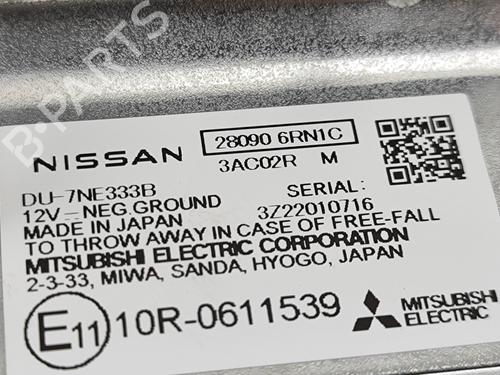 B-PARTS
NISSAN
28090 6RN1C
3AC02R M
DU-7NE333B
12V⎓NEG.GROUND
SERIAL:
MADE IN JAPAN
3Z22010716
TO THROW AWAY IN CASE OF FREE-FALL
MITSUBISHI ELECTRIC CORPORATION
2-3-33, MIWA, SANDA, HYOGO, JAPAN
E11 10R-0611539
MITSUBISHI
ELECTRIC